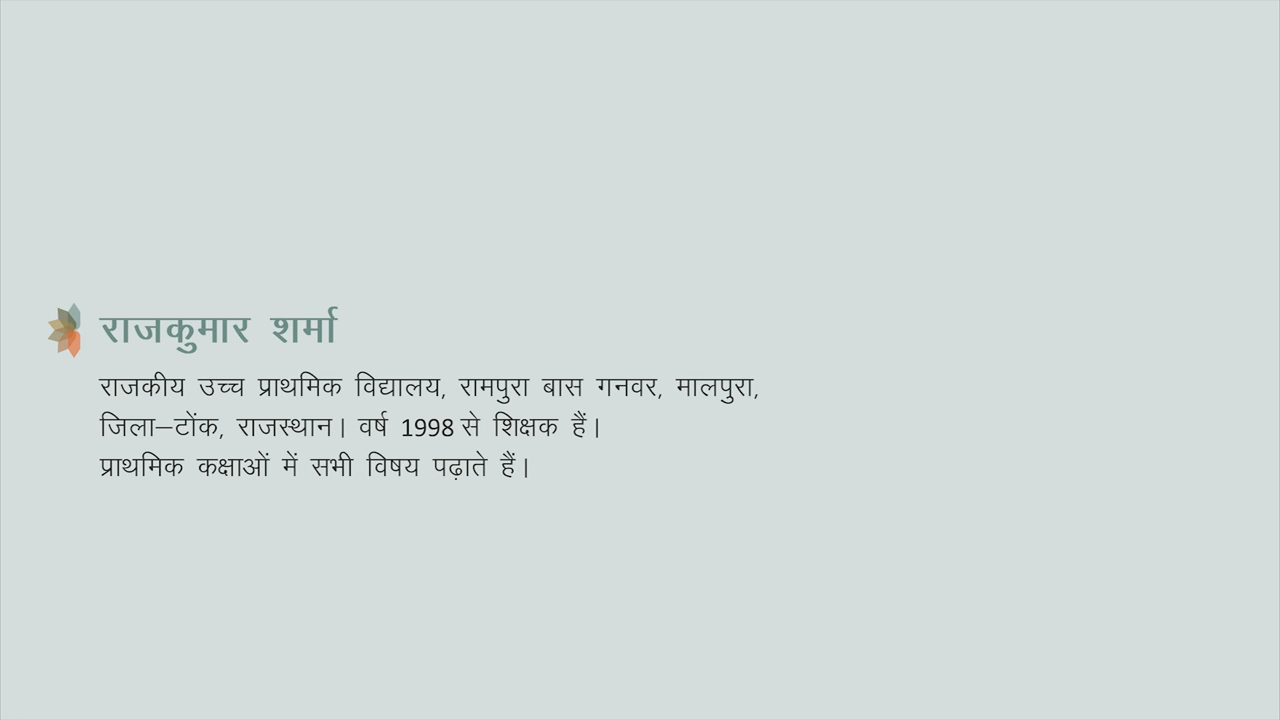 राजकुमार शर्मा
राजकीय उच्च प्राथमिक विद्यालय, रामपुरा बास गनवर, मालपुरा,
जिला–टोंक, राजस्थान। वर्ष 1998 से शिक्षक हैं।
प्राथमिक कक्षाओं में सभी विषय पढ़ाते हैं।